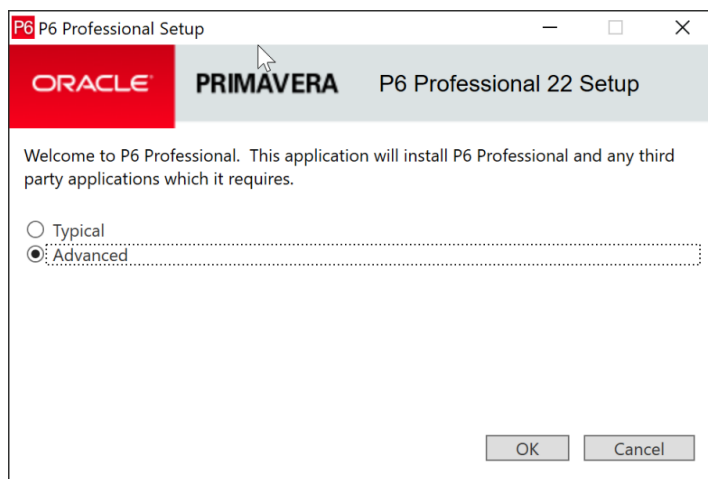 P6 P6 Professional Setup
ORACLE PRIMAVERA P6 Professional 22 Setup
Welcome to P6 Professional.  This application will install P6 Professional and any third
party applications which it requires.
Typical
Advanced
OK Cancel